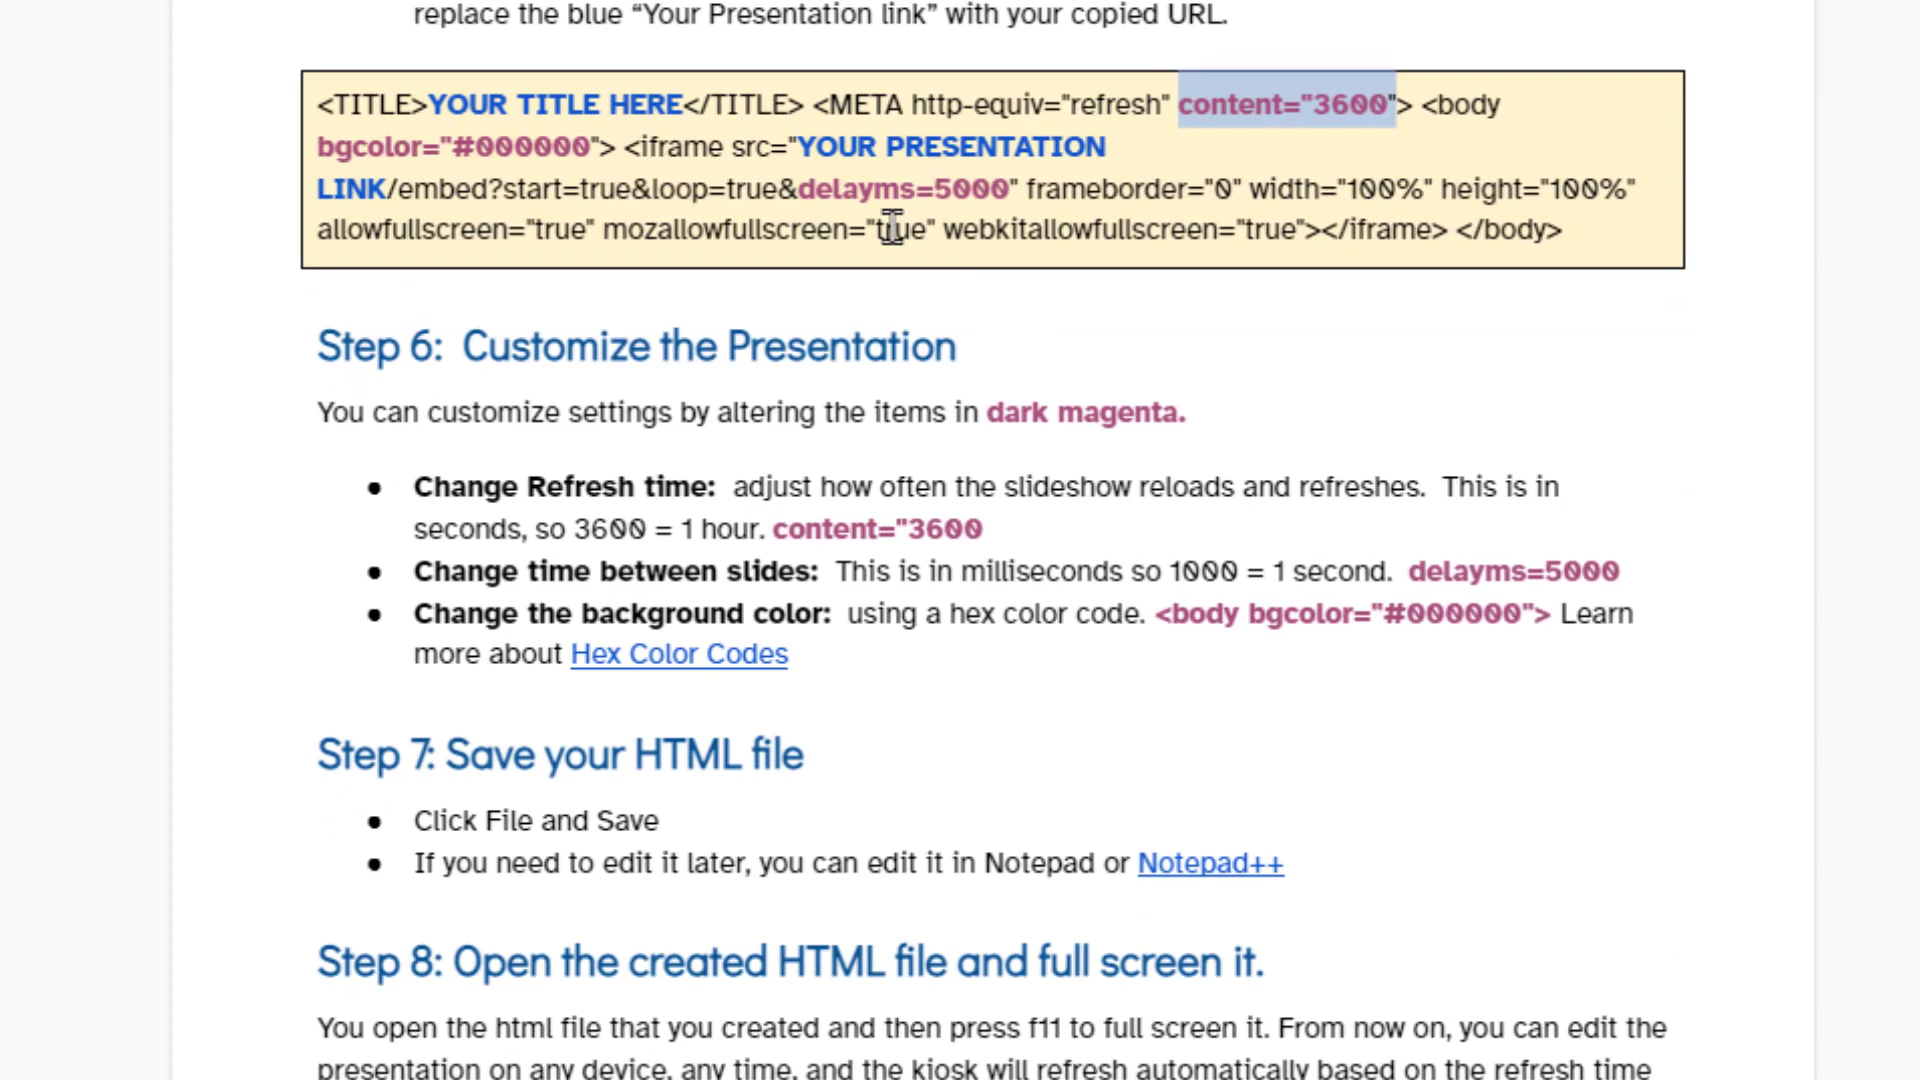 replace the blue “Your Presentation link” with your copied URL.
<TITLE>YOUR TITLE HERE</TITLE> <META http-equiv="refresh" content="3600"> <body
bgcolor="#000000"> <iframe src="YOUR PRESENTATION
LINK/embed?start=true&loop=true&delayms=5000" frameborder="0" width="100%" height="100%"
allowfullscreen="true" mozallowfullscreen="true" webkitallowfullscreen="true"></iframe> </body>
Step 6: Customize the Presentation
You can customize settings by altering the items in dark magenta.
● Change Refresh time: adjust how often the slideshow reloads and refreshes. This is in
seconds, so 3600 = 1 hour. content="3600
● Change time between slides: This is in milliseconds so 1000 = 1 second. delayms=5000
● Change the background color: using a hex color code. <body bgcolor="#000000"> Learn
more about Hex Color Codes
Step 7: Save your HTML file
● Click File and Save
● If you need to edit it later, you can edit it in Notepad or Notepad++
Step 8: Open the created HTML file and full screen it.
You open the html file that you created and then press f11 to full screen it. From now on, you can edit the
presentation on any device, any time, and the kiosk will refresh automatically based on the refresh time